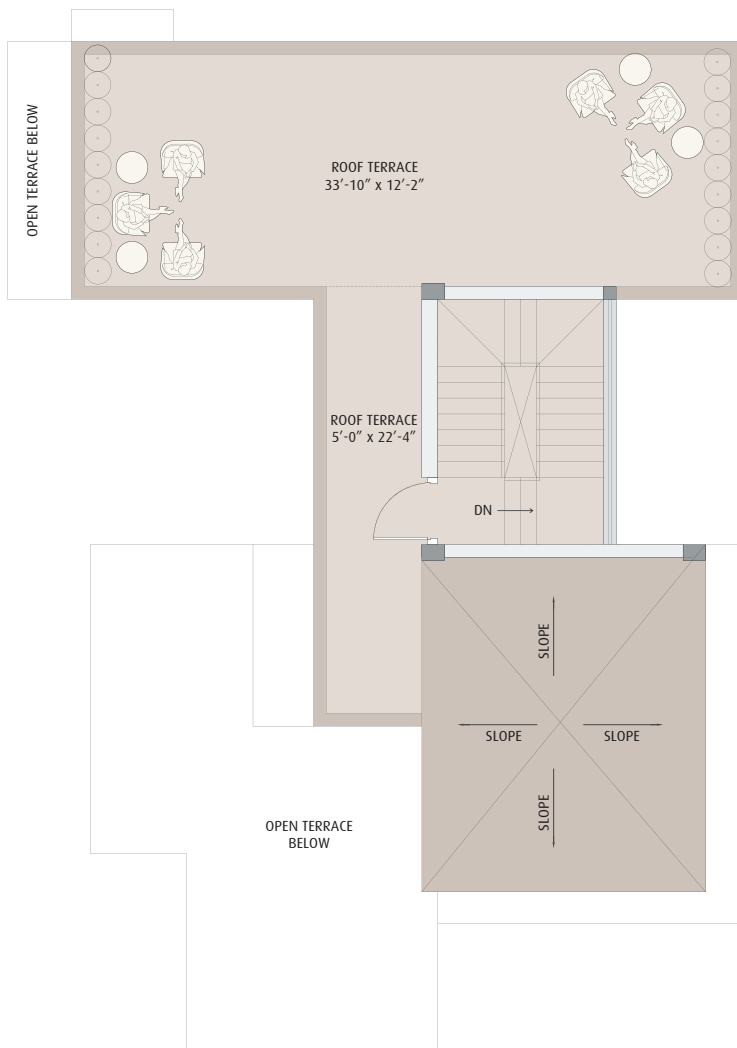 OPEN TERRACE BELOW
ROOF TERRACE
33’-10” x 12’-2”
ROOF TERRACE
5’-0” x 22’-4”
DN
SLOPE
SLOPE
SLOPE
SLOPE
OPEN TERRACE
BELOW